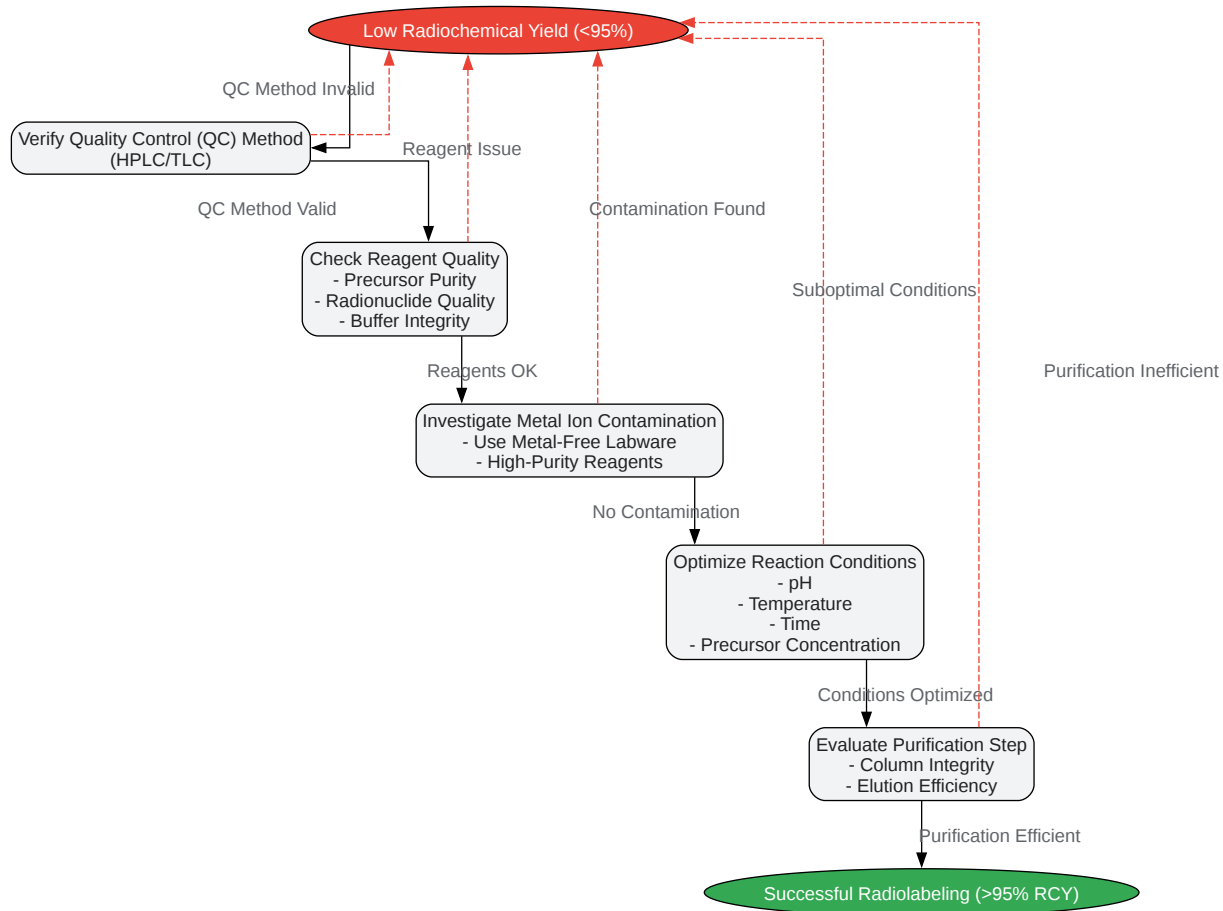 Low Radiochemical Yield (<95%)
QC Method Invalid
Verify Quality Control (QC) Method
(HPLC/TLC)
Reagent Issue
QC Method Valid
Contamination Found
Check Reagent Quality
- Precursor Purity
- Radionuclide Quality
- Buffer Integrity
Suboptimal Conditions
Reagents OK
Purification Inefficient
Investigate Metal Ion Contamination
- Use Metal-Free Labware
- High-Purity Reagents
No Contamination
Optimize Reaction Conditions
- pH
- Temperature
- Time
- Precursor Concentration
Conditions Optimized
Evaluate Purification Step
- Column Integrity
- Elution Efficiency
Purification Efficient
Successful Radiolabeling (>95% RCY)